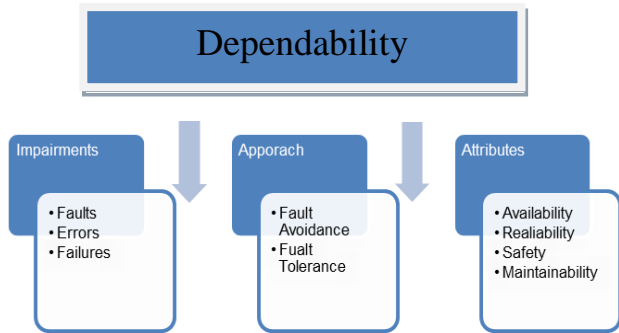 Dependability
Impairments
• Faults
• Errors
• Failures
Apporach
• Fault
Avoidance
• Fualt
Tolerance
Attributes
• Availability
• Realiability
• Safety
• Maintainability